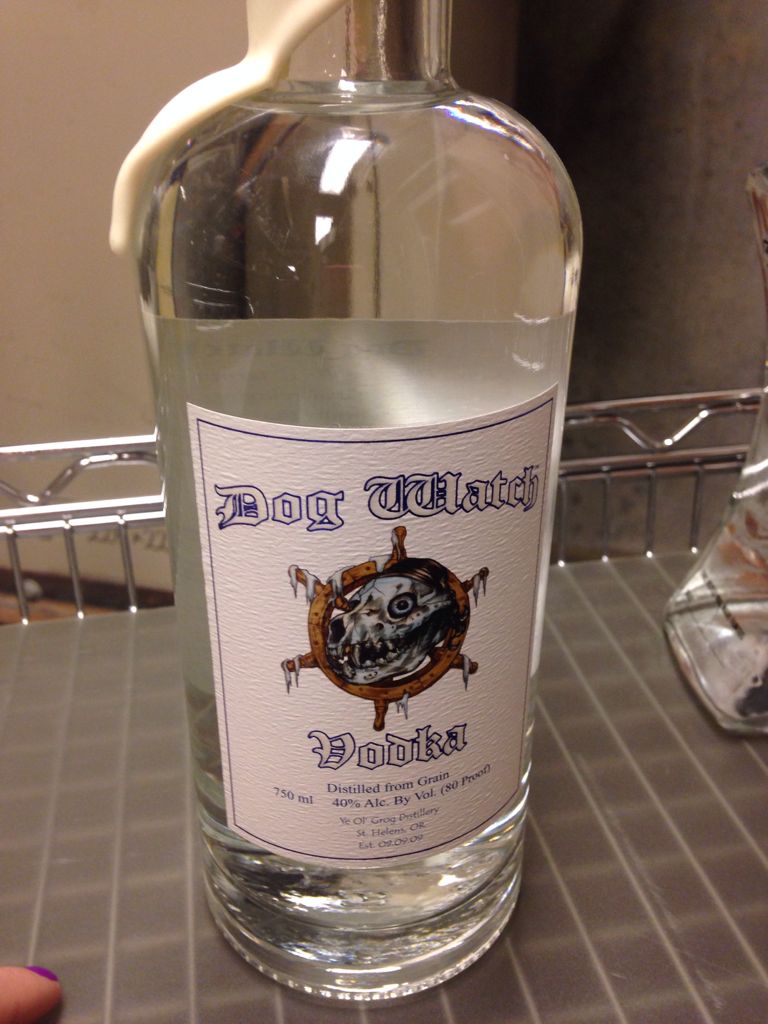 Dog Watch
Vodka
Distilled from Grain
750 ml 40% Alc. By Vol. (80 Proof)
Ye Ol' Grog Distillery
St. Helens, OR
Est. 09.09.09